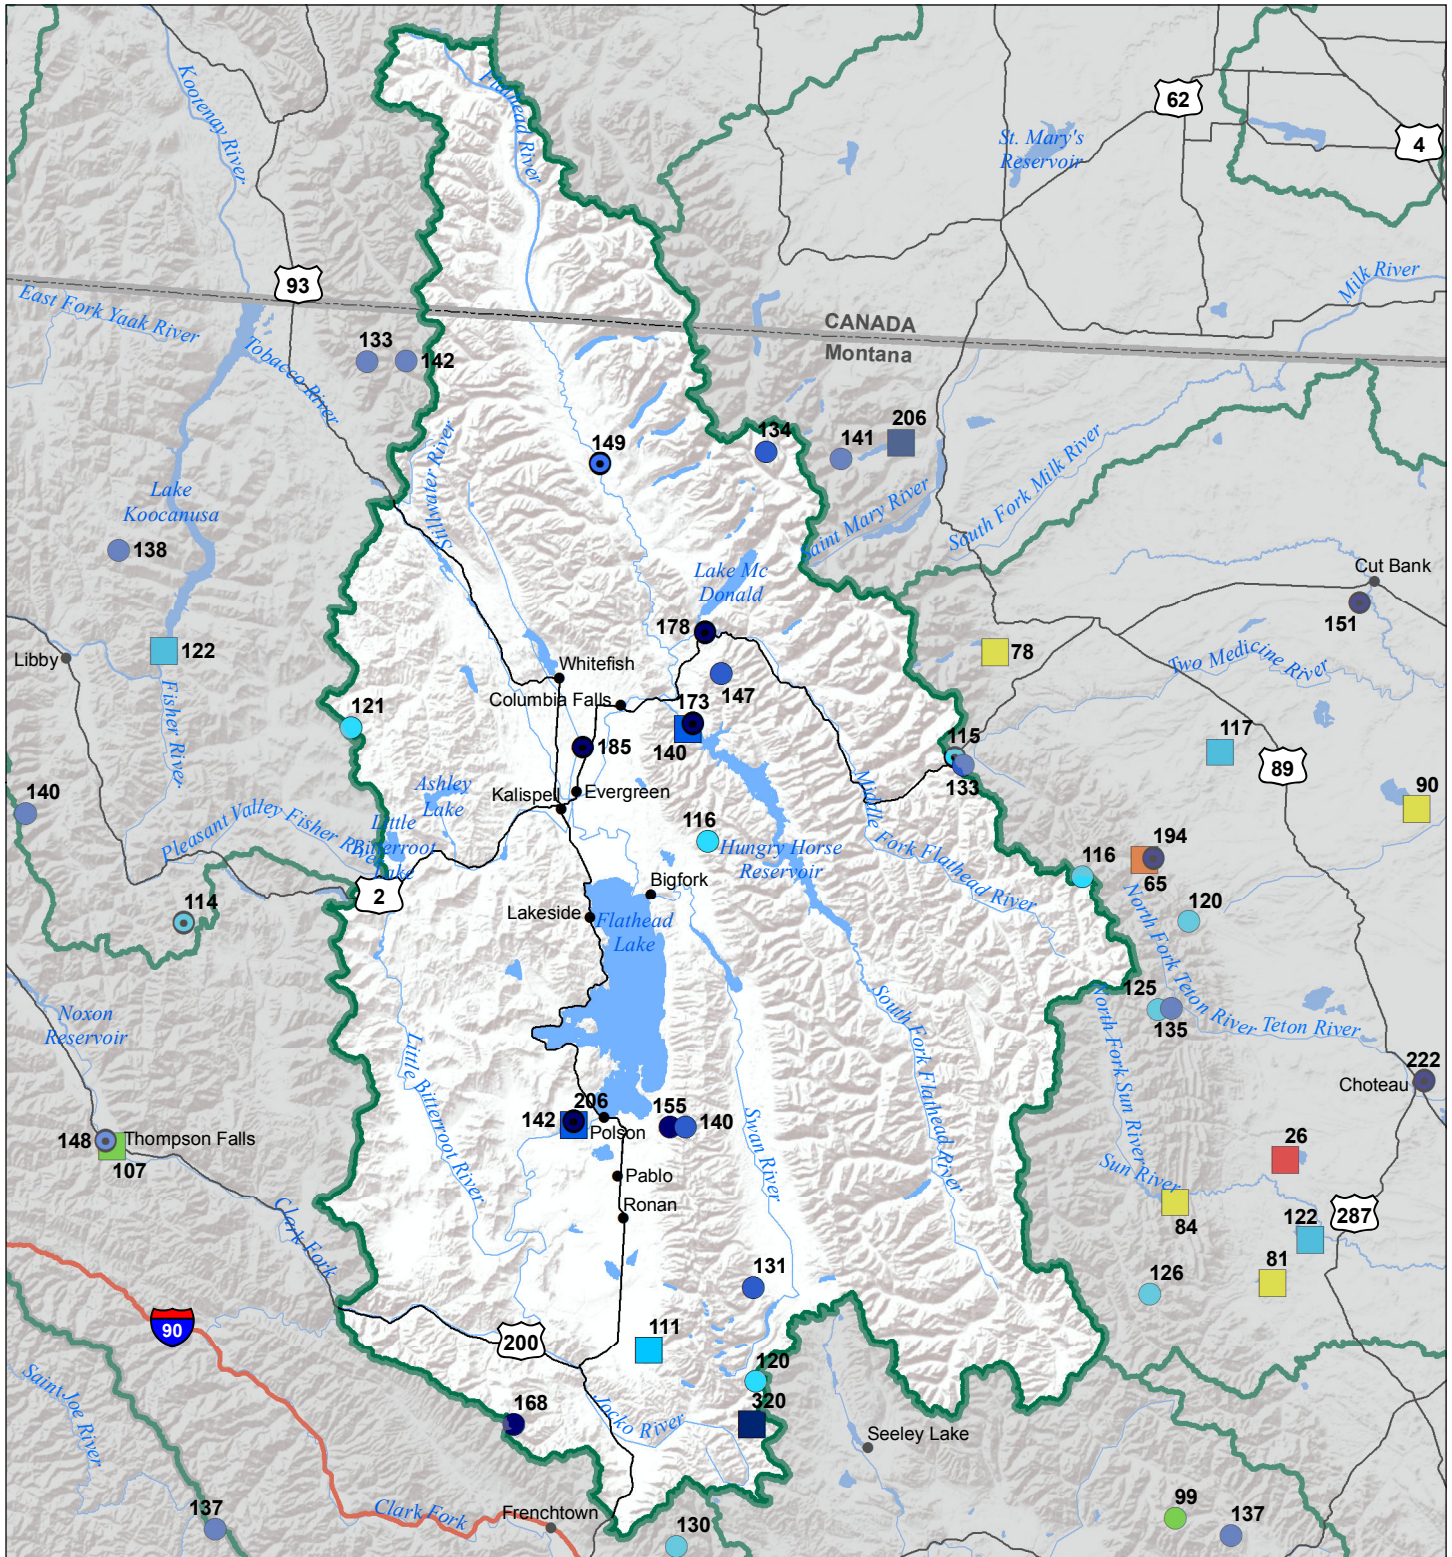 62
4
Kootenay River
Flathead River
St. Mary's
Reservoir
93
Milk River
East Fork Yaak River
Tobacco River
CANADA
Montana
133
142
Stillwater River
149
134
141
206
Lake
Koocanusa
Saint Mary River
South Fork Milk River
138
Lake Mc
Donald
Cut Bank
151
Libby
122
178
78
Two Medicine River
Whitefish
147
Columbia Falls
173
Fisher River
121
185
140
115
133
117
89
90
140
Ashley
Lake
Kalispell
Evergreen
Pleasant Valley Fisher River
Little
Bitterroot
Lake
116
Hungry Horse
Reservoir
Middle Fork Flathead River
116
194
65
2
Bigfork
114
Lakeside
Flathead
Lake
120
North Fork Teton River
Teton River
125
135
Noxon
Reservoir
Little Bitterroot River
South Fork Flathead River
North Fork Sun River
222
Choteau
206
142
Polson
155
140
Swan River
148
Thompson Falls
107
Pablo
Ronan
26
Sun River
84
122
287
Clark Fork
131
126
81
90
200
111
120
320
Saint Joe River
168
Jocko River
Seeley Lake
137
Clark Fork
Frenchtown
130
99
137